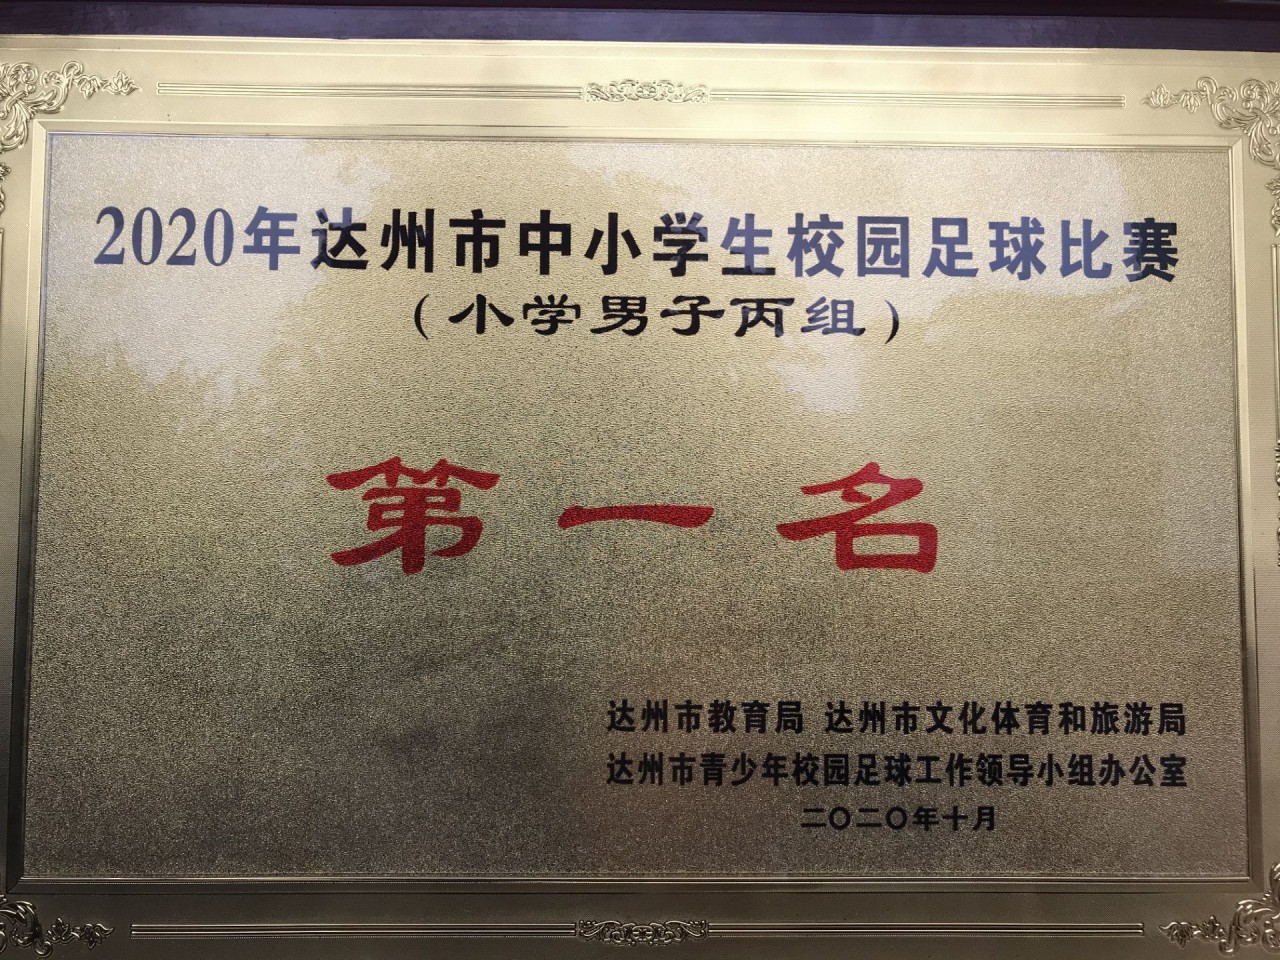 2020年达州市中小学生校园足球比赛
（小学男子丙组）
第一名
达州市教育局 达州市文化体育和旅游局
达州市青少年校园足球工作领导小组办公室
二〇二〇年十月